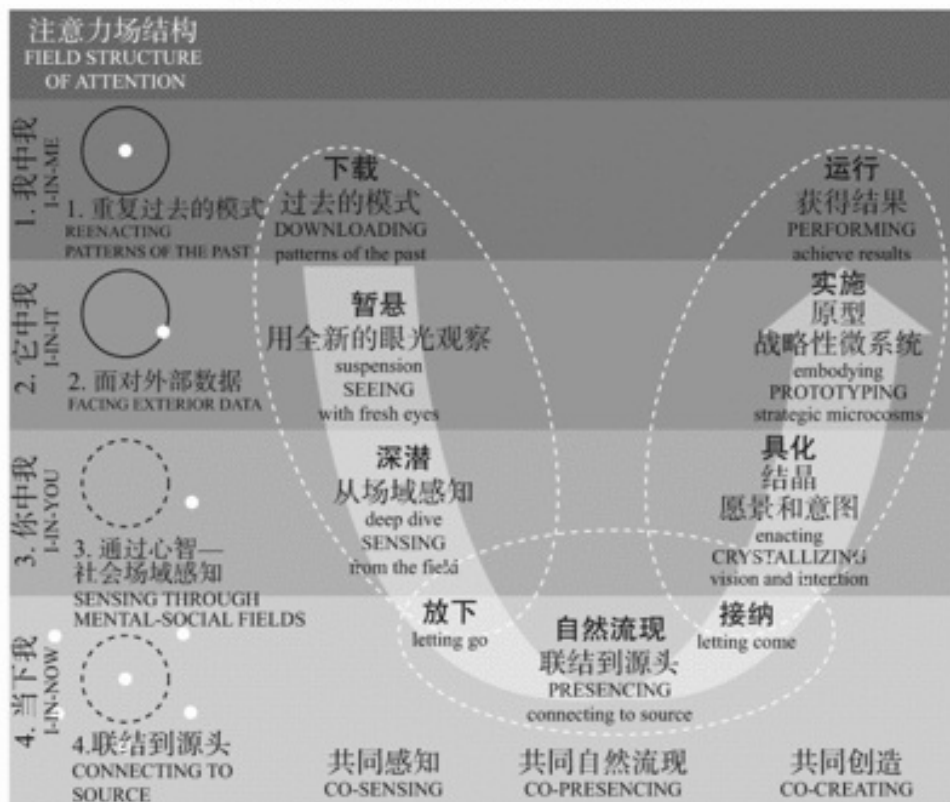 注意力场结构
FIELD STRUCTURE
OF ATTENTION
1. 我中我
I-IN-ME
1. 重复过去的模式
REENACTING
PATTERNS OF THE PAST
2. 它中我
I-IN-IT
2. 面对外部数据
FACING EXTERIOR DATA
3. 你中我
I-IN-YOU
3. 通过心智—
社会场域感知
SENSING THROUGH
MENTAL-SOCIAL FIELDS
4. 当下我
I-IN-NOW
4.联结到源头
CONNECTING TO
SOURCE
下载
过去的模式
DOWNLOADING
patterns of the past
暂悬
用全新的眼光观察
suspension
SEEING
with fresh eyes
深潜
从场域感知
deep dive
SENSING
from the field
放下
letting go
自然流现
联结到源头
PRESENCING
connecting to source
接纳
letting come
具化
结晶
愿景和意图
enacting
CRYSTALLIZING
vision and intention
实施
原型
战略性微系统
embodying
PROTOTYPING
strategic microcosms
运行
获得结果
PERFORMING
achieve results
共同感知
CO-SENSING
共同自然流现
CO-PRESENCING
共同创造
CO-CREATING